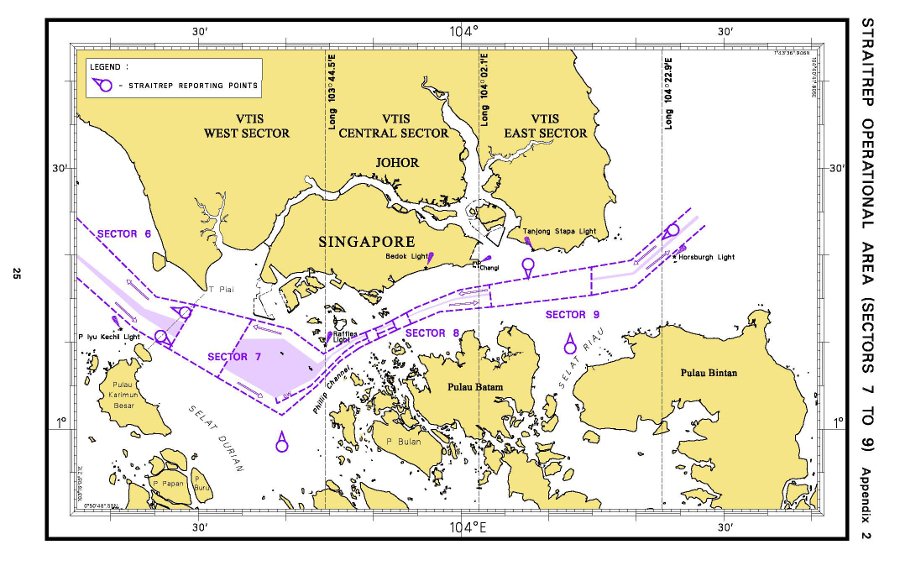 STRAITREP OPERATIONAL AREA (SECTORS 7 TO 9) Appendix 2
30'
104°
30'
LEGEND :
- STRAITREP REPORTING POINTS
Long 103°44.5'E
Long 104°02.1'E
Long 104°22.9'E
VTIS
WEST SECTOR
VTIS
CENTRAL SECTOR
VTIS
EAST SECTOR
JOHOR
30'
30'
SECTOR 6
SINGAPORE
Tanjong Stapa Light
Bedok Light
Changi
Horsburgh Light
25
T Piai
SECTOR 9
P Iyu Kechil Light
Raffles
Light
SECTOR 8
SECTOR 7
SELAT RIAU
Phillip Channel
Pulau
Karimun
Besar
Pulau Batam
Pulau Bintan
SELAT DURIAN
1°
1°
P Bulan
P Papan
P
Buru
30'
104°E
30'